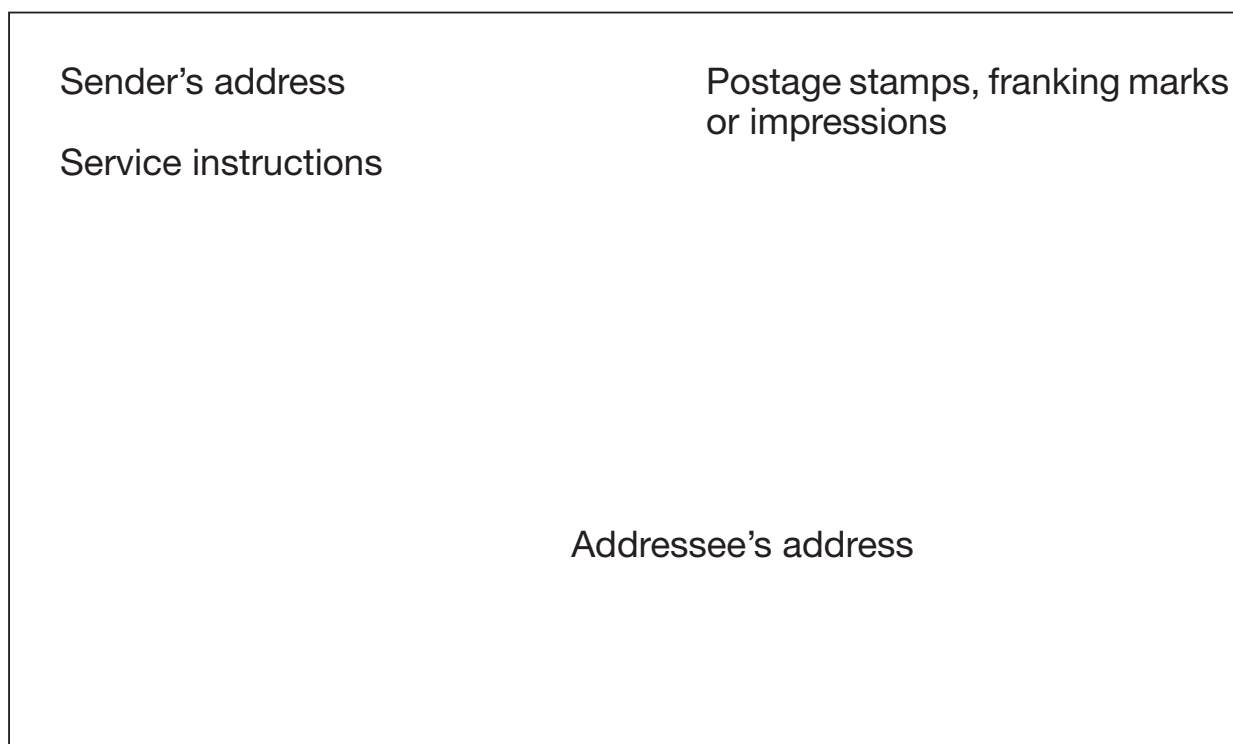 Sender’s address
Postage stamps, franking marks
or impressions
Service instructions
Addressee’s address